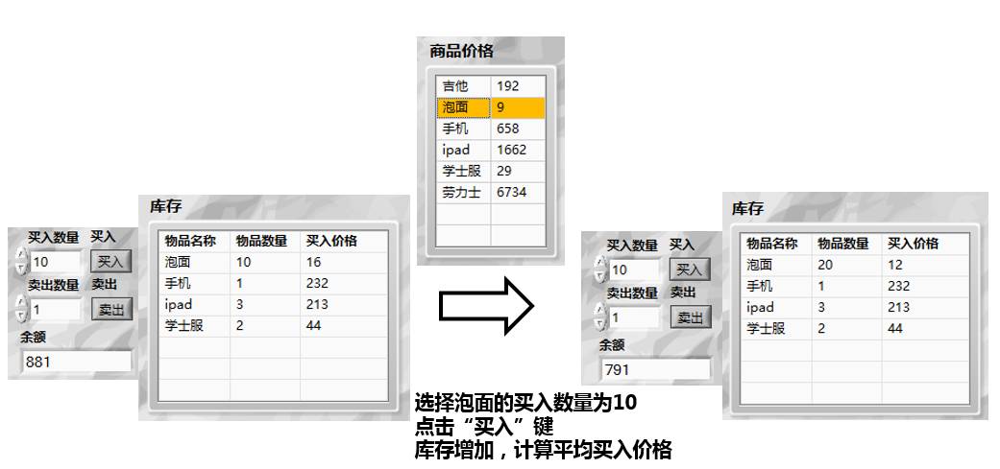 商品价格
吉他 192
泡面 9
手机 658
ipad 1662
学士服 29
劳力士 6734
买入数量 买入
10 买入
卖出数量 卖出
1 卖出
余额
881
库存
物品名称 物品数量 买入价格
泡面 10 16
手机 1 232
ipad 3 213
学士服 2 44
买入数量 买入
10 买入
卖出数量 卖出
1 卖出
余额
791
库存
物品名称 物品数量 买入价格
泡面 20 12
手机 1 232
ipad 3 213
学士服 2 44
选择泡面的买入数量为10
点击“买入”键
库存增加，计算平均买入价格